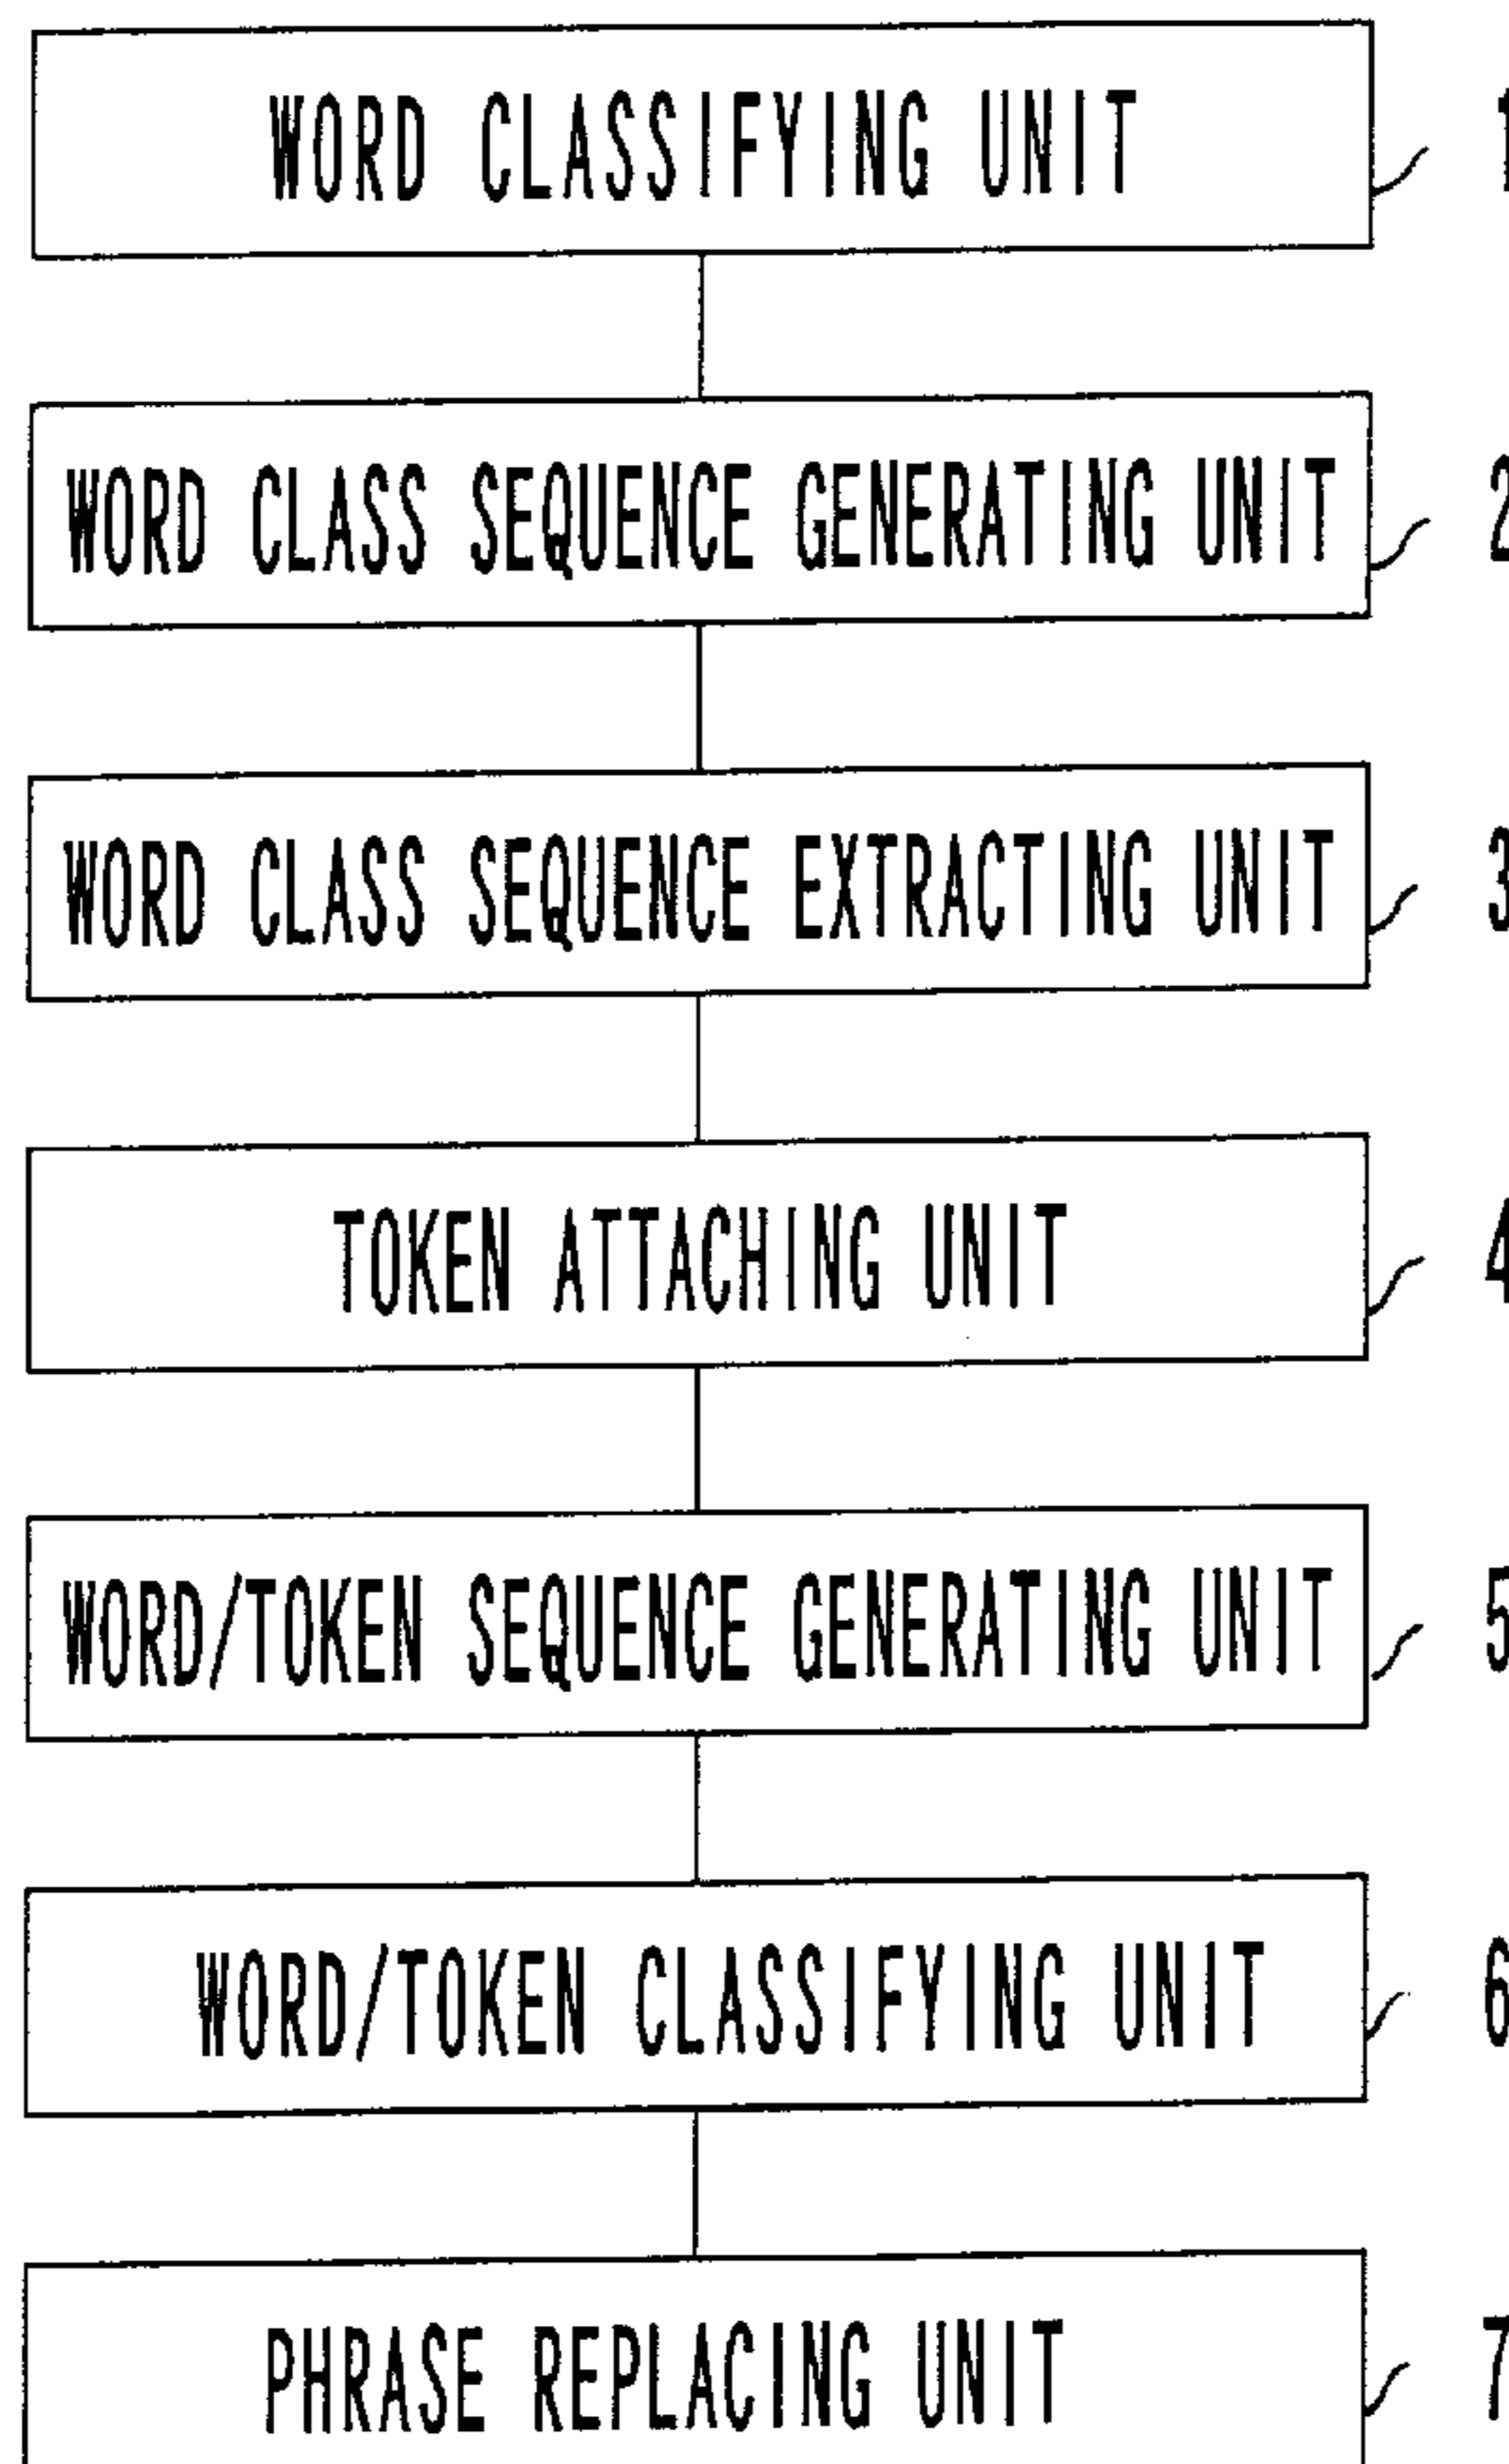 WORD CLASSIFYING UNIT 1
WORD CLASS SEQUENCE GENERATING UNIT 2
WORD CLASS SEQUENCE EXTRACTING UNIT 3
TOKEN ATTACHING UNIT 4
WORD/TOKEN SEQUENCE GENERATING UNIT 5
WORD/TOKEN CLASSIFYING UNIT 6
PHRASE REPLACING UNIT 7